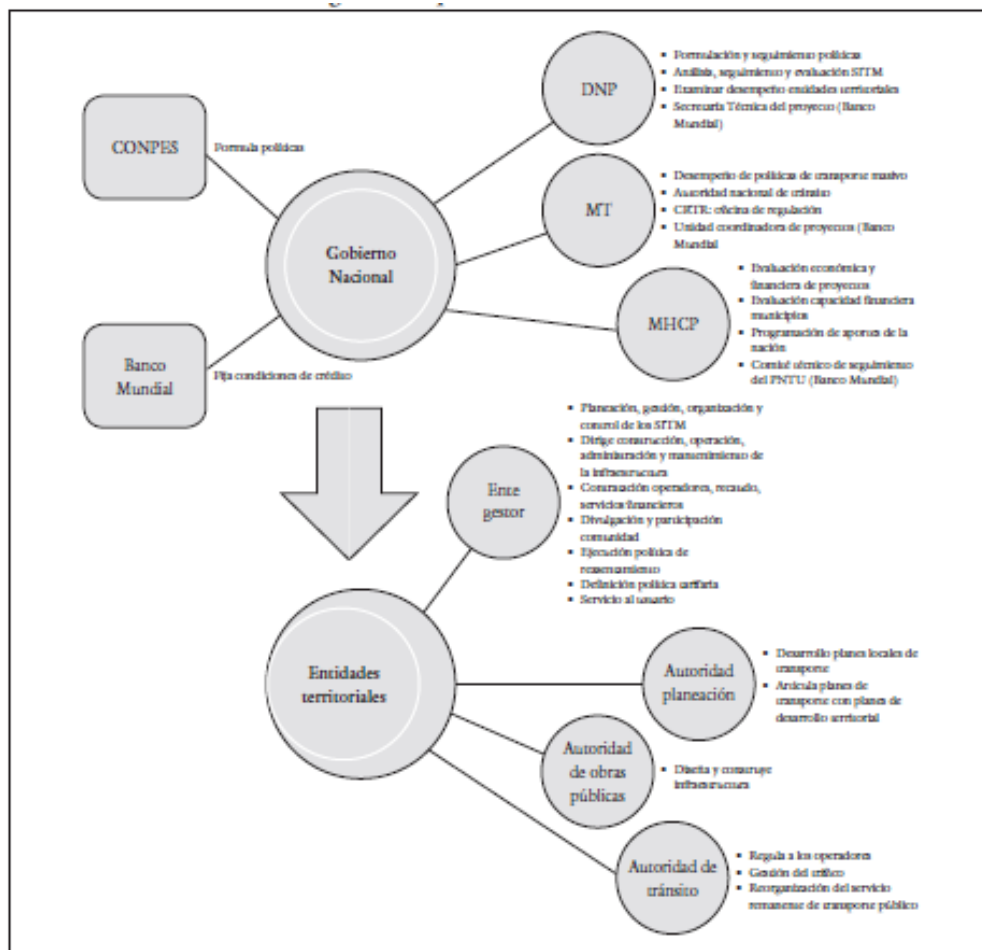 CONPES
Formula políticas
Banco
Mundial
Fija condiciones de crédito
Gobierno
Nacional
DNP
▪ Formulación y seguimiento políticas
▪ Análisis, seguimiento y evaluación SITM
▪ Examinar desempeño entidades territoriales
▪ Secretaría Técnica del proyecto (Banco
Mundial)
MT
▪ Desempeño de políticas de transporte masivo
▪ Autoridad nacional de tránsito
▪ CRTR: oficina de regulación
▪ Unidad coordinadora de proyectos (Banco
Mundial
MHCP
▪ Evaluación económica y
financiera de proyectos
▪ Evaluación capacidad financiera
municipios
▪ Programación de aportes de la
nación
▪ Comité técnico de seguimiento
del PNTU (Banco Mundial)
Ente
gestor
▪ Planeación, gestión, organización y
control de los SITM
▪ Dirige construcción, operación,
administración y mantenimiento de
la infraestructura
▪ Contratación operadores, recaudo,
servicios financieros
▪ Divulgación y participación
comunidad
▪ Ejecución política de
reasentamiento
▪ Definición política tarifaria
▪ Servicio al usuario
Entidades
territoriales
Autoridad
planeación
▪ Desarrollo planes locales de
transporte
▪ Articula planes de
transporte con planes de
desarrollo territorial
Autoridad
de obras
públicas
▪ Diseña y construye
infraestructura
Autoridad de
tránsito
▪ Regula a los operadores
▪ Gestión del tráfico
▪ Reorganización del servicio
remanente de transporte público